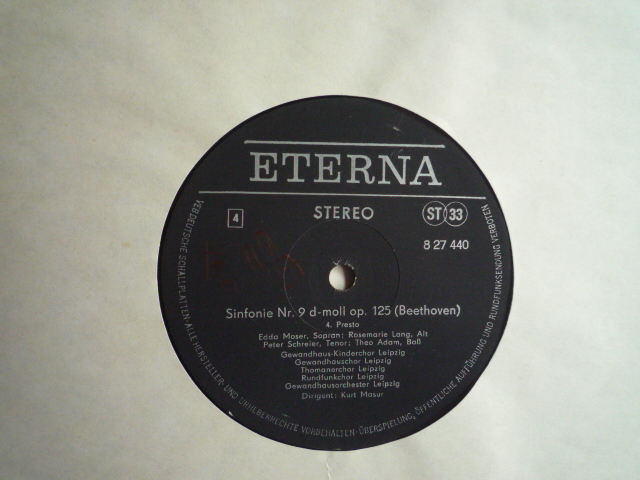 ETERNA
4
STEREO
ST 33
8 27 440
Sinfonie Nr. 9 d-moll op. 125 (Beethoven)
4. Presto
Edda Moser, Sopran; Rosemarie Lang, Alt
Peter Schreier, Tenor; Theo Adam, Baß
Gewandhaus-Kinderchor Leipzig
Gewandhauschor Leipzig
Thomanerchor Leipzig
Rundfunkchor Leipzig
Gewandhausorchester Leipzig
Dirigent: Kurt Masur
VEB DEUTSCHE SCHALLPLATTEN · ALLE HERSTELLER- UND URHEBERRECHTE VORBEHALTEN · ÜBERSPIELUNG, ÖFFENTLICHE AUFFÜHRUNG UND RUNDFUNKSENDUNG VERBOTEN